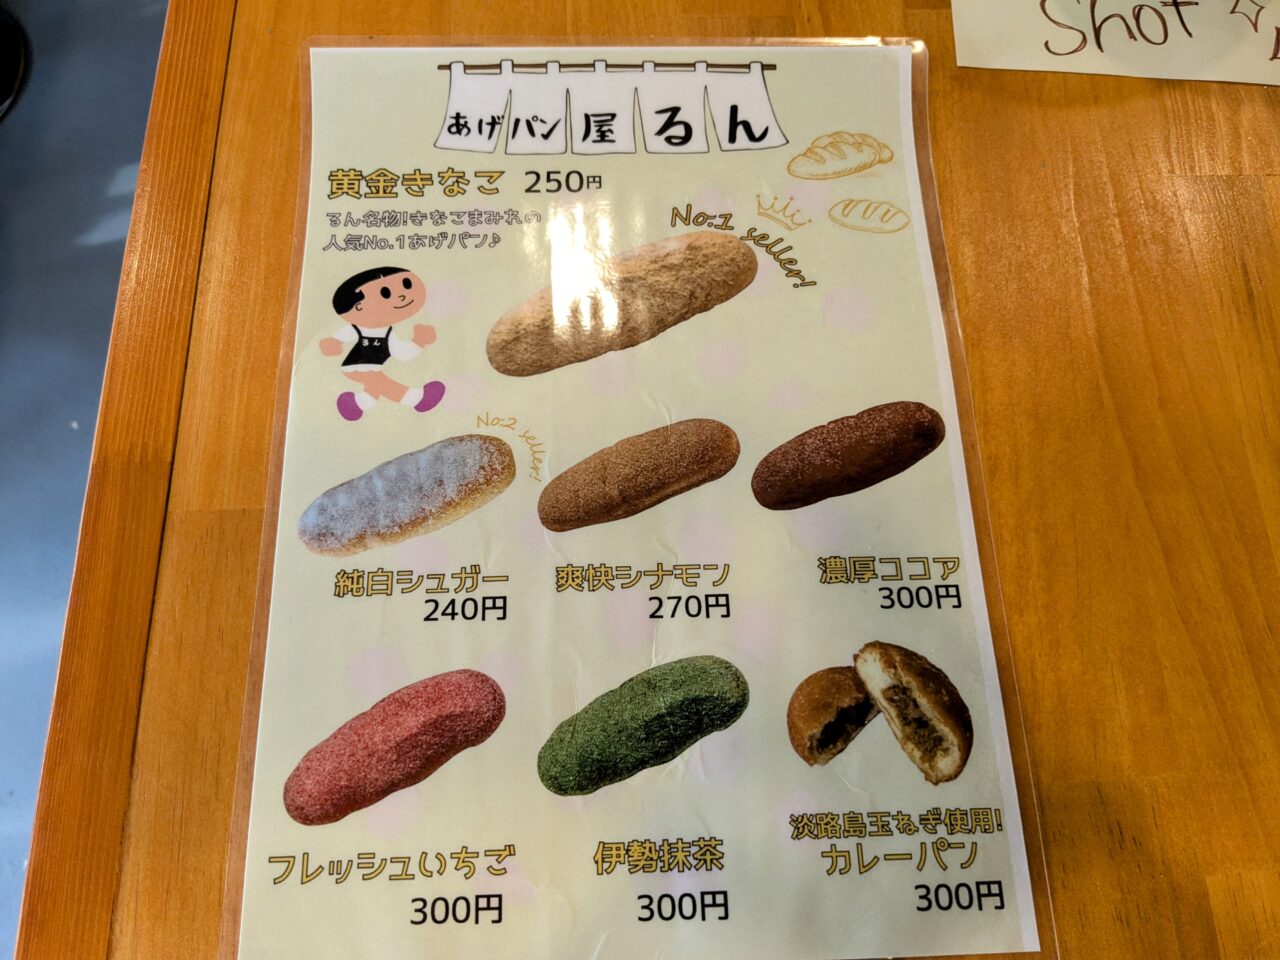 Shot
あげパン屋るん
黄金きなこ 250円
るん名物!きなこまみれの
人気No.1あげパン♪
No.1 seller!
るん
No.2 seller!
純白シュガー
240円
爽快シナモン
270円
濃厚ココア
300円
フレッシュいちご
300円
伊勢抹茶
300円
淡路島玉ねぎ使用!
カレーパン
300円